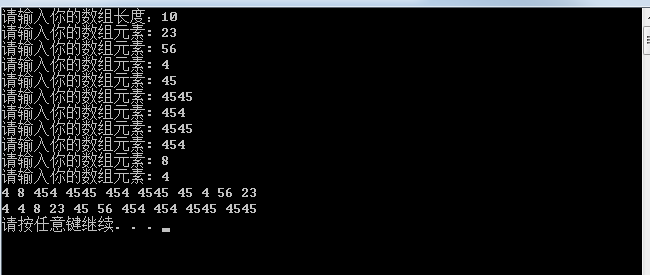 请输入你的数组长度：10
请输入你的数组元素：23
请输入你的数组元素：56
请输入你的数组元素：4
请输入你的数组元素：45
请输入你的数组元素：4545
请输入你的数组元素：454
请输入你的数组元素：4545
请输入你的数组元素：454
请输入你的数组元素：8
请输入你的数组元素：4
4 8 454 4545 454 4545 45 4 56 23
4 4 8 23 45 56 454 454 4545 4545
请按任意键继续. . .